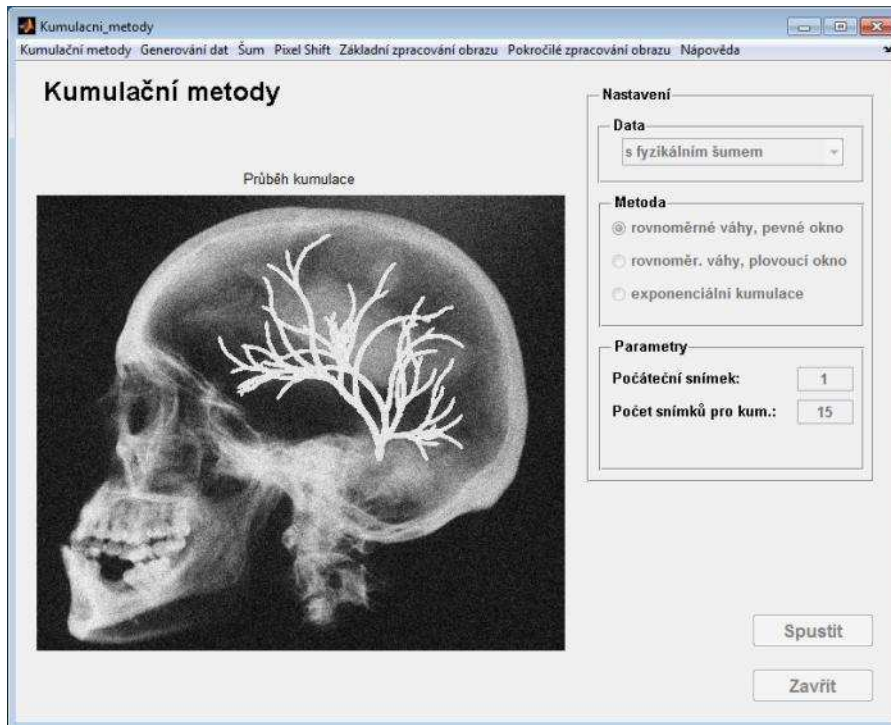 Kumulacni_metody
Kumulační metody Generování dat Šum Pixel Shift Základní zpracování obrazu Pokročilé zpracování obrazu Nápověda
Kumulační metody
Průběh kumulace
Nastavení
Data
s fyzikálním šumem
Metoda
rovnoměrné váhy, pevné okno
rovnoměr. váhy, plovoucí okno
exponenciální kumulace
Parametry
Počáteční snímek: 1
Počet snímků pro kum.: 15
Spustit
Zavřít